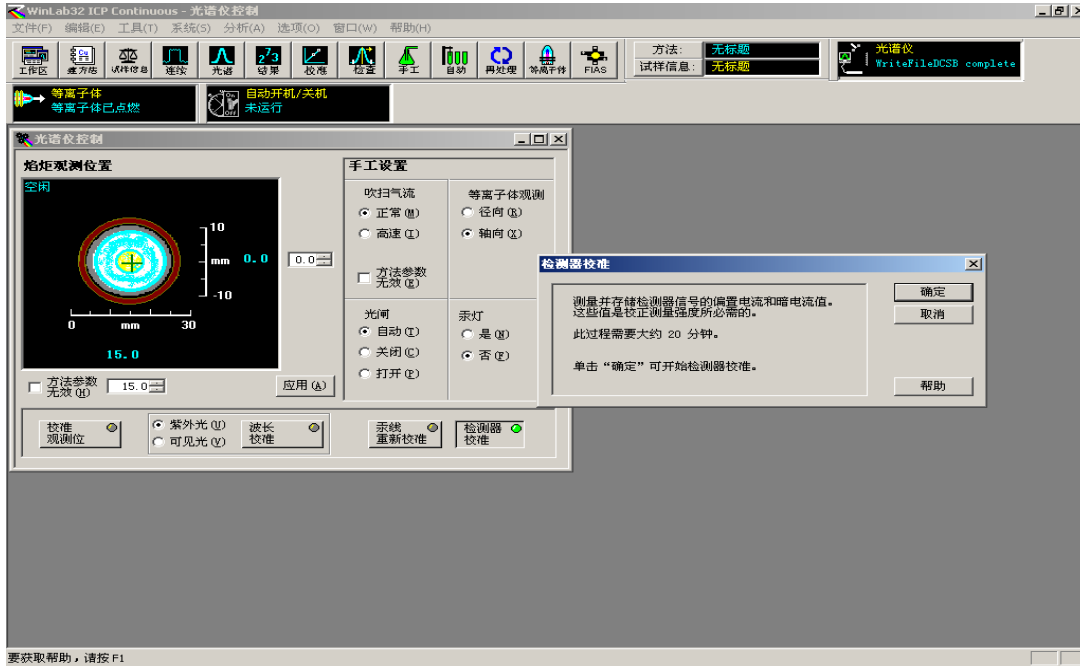 WinLab32 ICP Continuous - 光谱仪控制
文件(F) 编辑(E) 工具(T) 系统(S) 分析(A) 选项(O) 窗口(W) 帮助(H)
工作区 建方法 试样信息 连续 光谱 结果 校准 检查 手工 自动 再处理 等离子体 FIAS
方法: 无标题
试样信息: 无标题
光谱仪
WriteFileDCSB complete
等离子体
等离子体已点燃
自动开机/关机
未运行
光谱仪控制
焰炬观测位置
空闲
10
mm 0.0 0.0
-10
0 mm 30
15.0
方法参数
无效(H) 15.0 应用(A)
手工设置
吹扫气流
正常(M)
高速(I)
方法参数
无效(E)
等离子体观测
径向(R)
轴向(X)
光闸
自动(T)
关闭(C)
打开(P)
汞灯
是(N)
否(F)
校准
观测位
紫外光(U)
可见光(V)
波长
校准
汞线
重新校准
检测器
校准
检测器校准
测量并存储检测器信号的偏置电流和暗电流值。
这些值是校正测量强度所必需的。
此过程需要大约 20 分钟。
单击“确定”可开始检测器校准。
确定
取消
帮助
要获取帮助，请按 F1